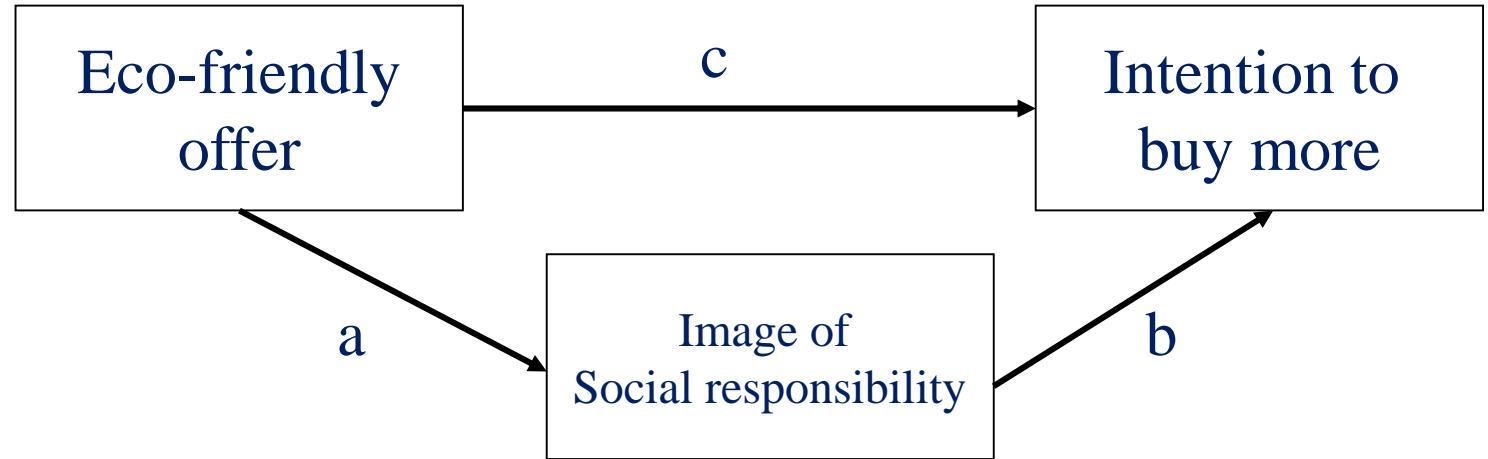 Eco-friendly
offer
c
Intention to
buy more
a
Image of
Social responsibility
b